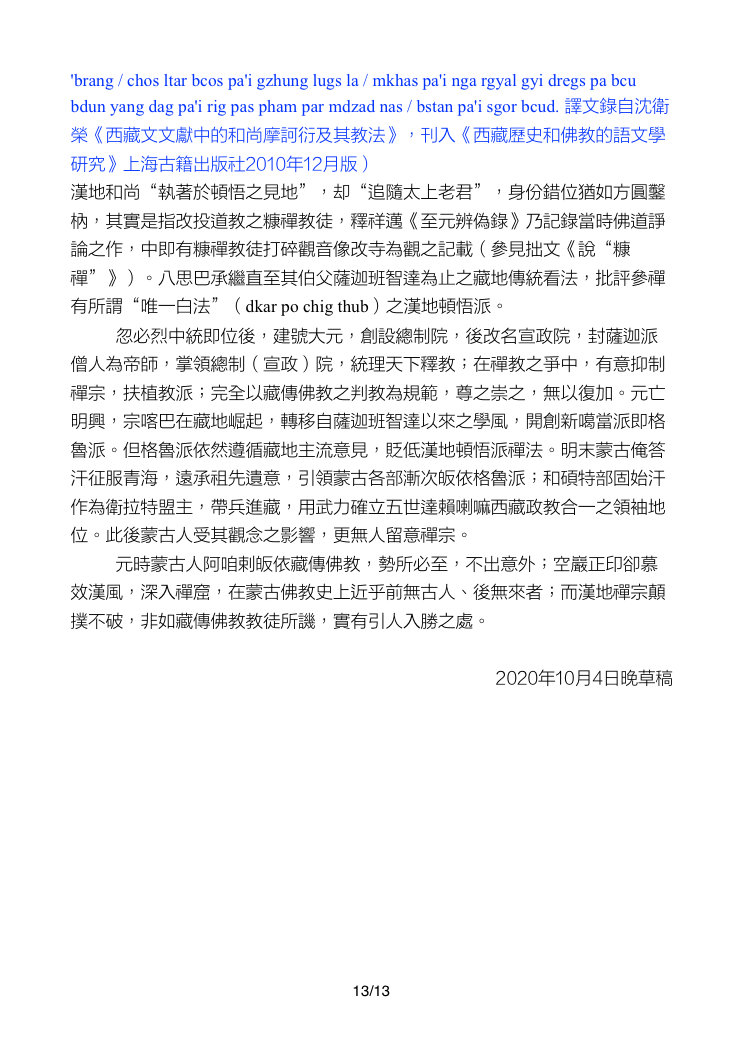 'brang / chos ltar bcos pa'i gzhung lugs la / mkhas pa'i nga rgyal gyi dregs pa bcu
bdun yang dag pa'i rig pas pham par mdzad nas / bstan pa'i sgor bcud. 譯文錄自沈衛
榮《西藏文文獻中的和尚摩訶衍及其教法》，刊入《西藏歷史和佛教的語文學
研究》上海古籍出版社2010年12月版）
漢地和尚“執著於頓悟之見地”，却“追隨太上老君”，身份錯位猶如方圓鑿
枘，其實是指改投道教之糠禪教徒，釋祥邁《至元辨偽錄》乃記錄當時佛道諍
論之作，中即有糠禪教徒打碎觀音像改寺為觀之記載（參見拙文《說“糠
禪”》）。八思巴承繼直至其伯父薩迦班智達為止之藏地傳統看法，批評參禪
有所謂“唯一白法”（dkar po chig thub）之漢地頓悟派。
忽必烈中統即位後，建號大元，創設總制院，後改名宣政院，封薩迦派
僧人為帝師，掌領總制（宣政）院，統理天下釋教；在禪教之爭中，有意抑制
禪宗，扶植教派；完全以藏傳佛教之判教為規範，尊之崇之，無以復加。元亡
明興，宗喀巴在藏地崛起，轉移自薩迦班智達以來之學風，開創新噶當派即格
魯派。但格魯派依然遵循藏地主流意見，貶低漢地頓悟派禪法。明末蒙古俺答
汗征服青海，遠承祖先遺意，引領蒙古各部漸次皈依格魯派；和碩特部固始汗
作為衛拉特盟主，帶兵進藏，用武力確立五世達賴喇嘛西藏政教合一之領袖地
位。此後蒙古人受其觀念之影響，更無人留意禪宗。
元時蒙古人阿咱剌皈依藏傳佛教，勢所必至，不出意外；空巖正印卻慕
效漢風，深入禪窟，在蒙古佛教史上近乎前無古人、後無來者；而漢地禪宗顛
撲不破，非如藏傳佛教教徒所譏，實有引人入勝之處。
2020年10月4日晚草稿
13/13